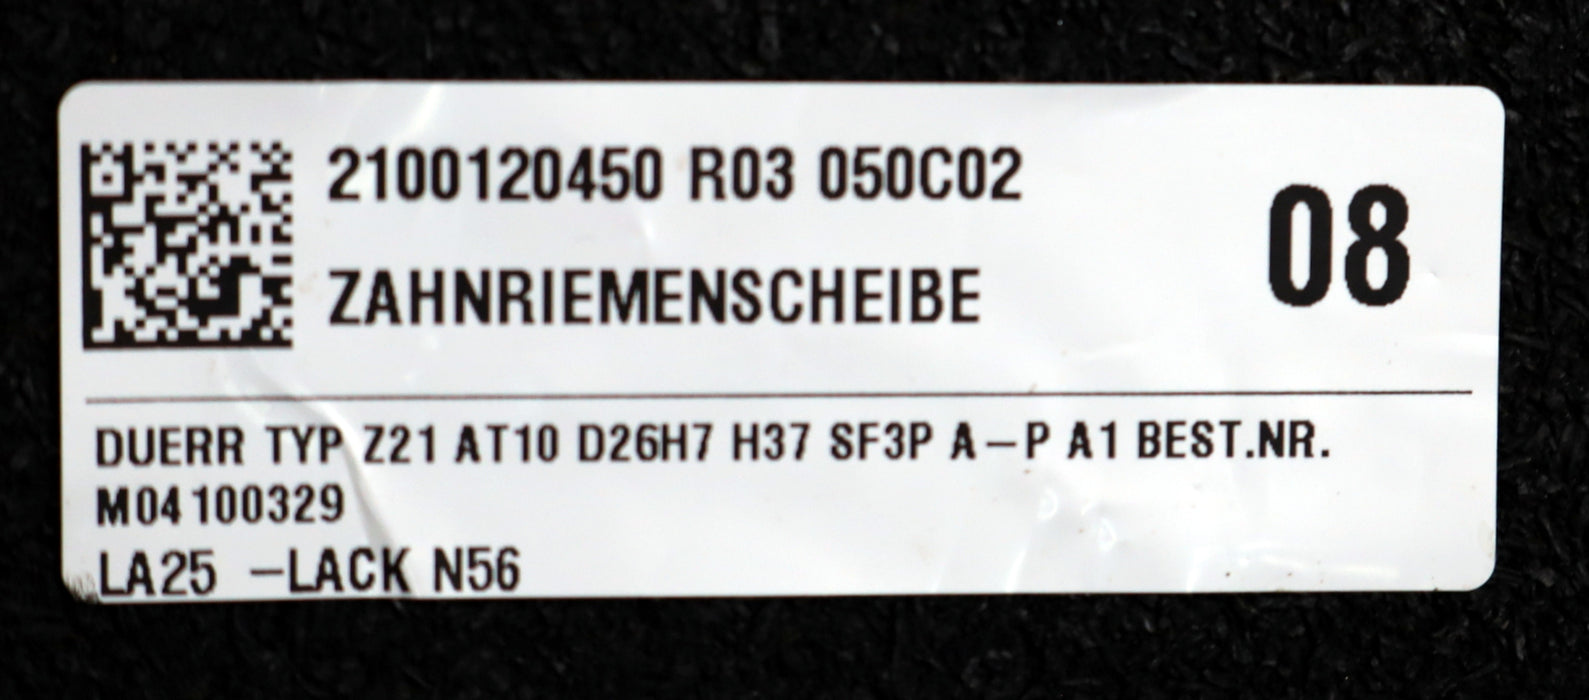 2100120450 R03 050C02
08
ZAHNRIEMENSCHEIBE
DUERR TYP Z21 AT10 D26H7 H37 SF3P A-P A1 BEST.NR.
M04100329
LA25 -LACK N56